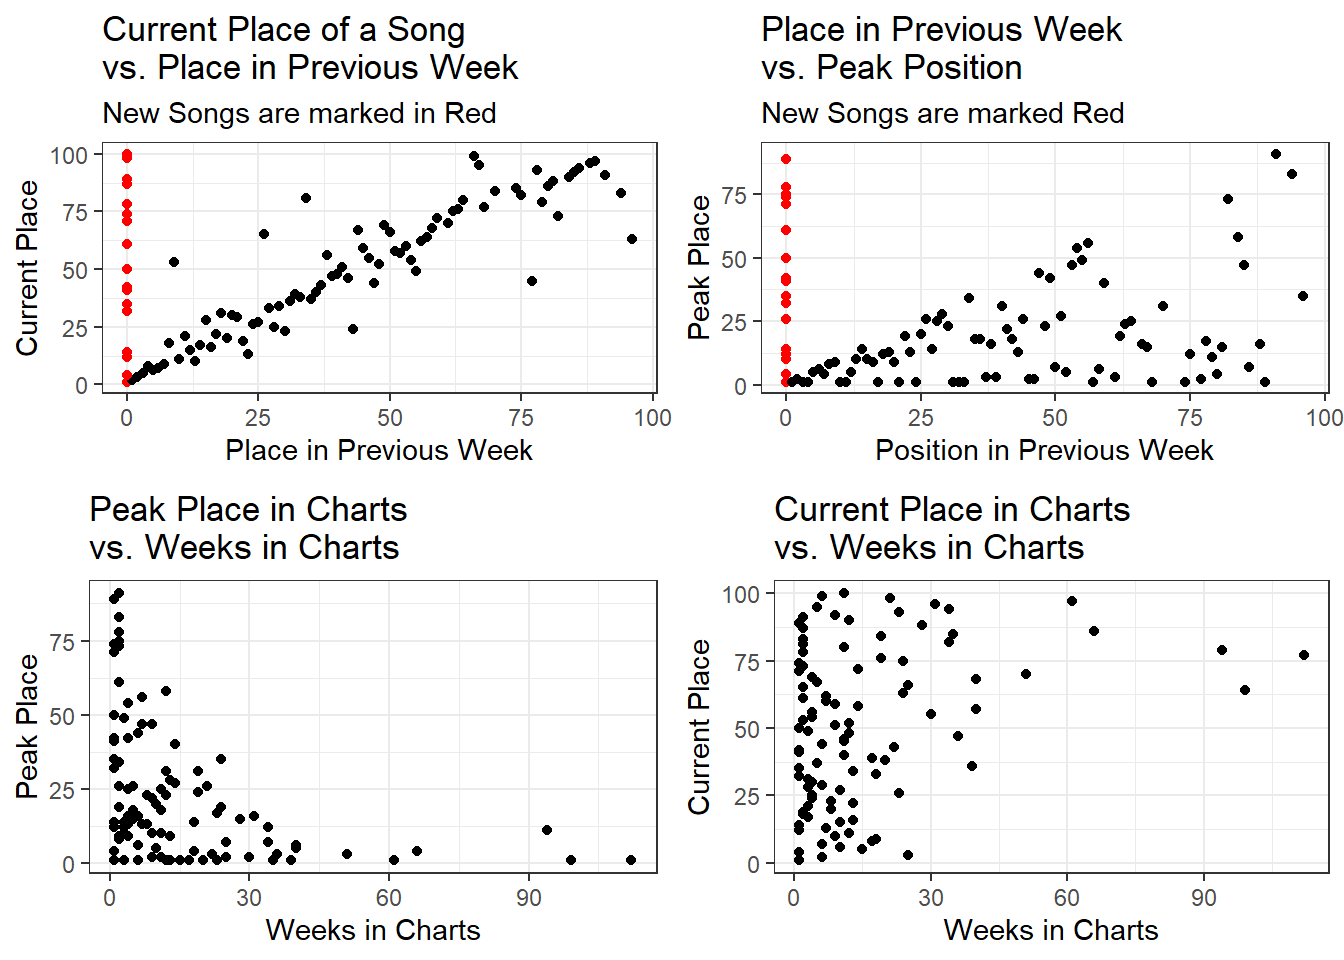 Current Place of a Song
vs. Place in Previous Week
New Songs are marked in Red
100
75
50
25
0
Current Place
0 25 50 75 100
Place in Previous Week
Place in Previous Week
vs. Peak Position
New Songs are marked Red
75
50
25
0
Peak Place
0 25 50 75 100
Position in Previous Week
Peak Place in Charts
vs. Weeks in Charts
75
50
25
0
Peak Place
0 30 60 90
Weeks in Charts
Current Place in Charts
vs. Weeks in Charts
100
75
50
25
0
Current Place
0 30 60 90
Weeks in Charts